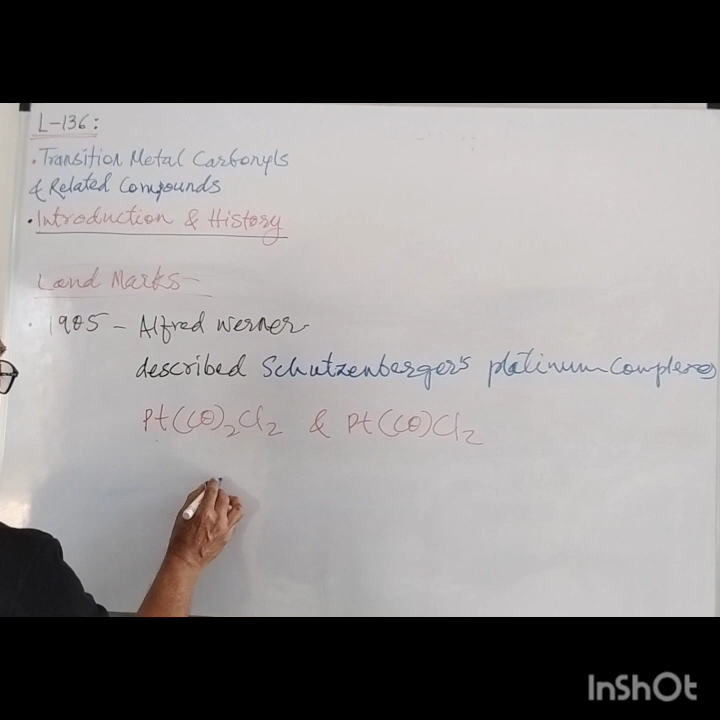 L-136:
• Transition Metal Carbonyls
& Related Compounds
• Introduction & History
Land Marks-
• 1905 - Alfred Werner
described Schutzenberger's platinum complexes
Pt(CO)₂Cl₂ & Pt(CO)Cl₂
InShOt